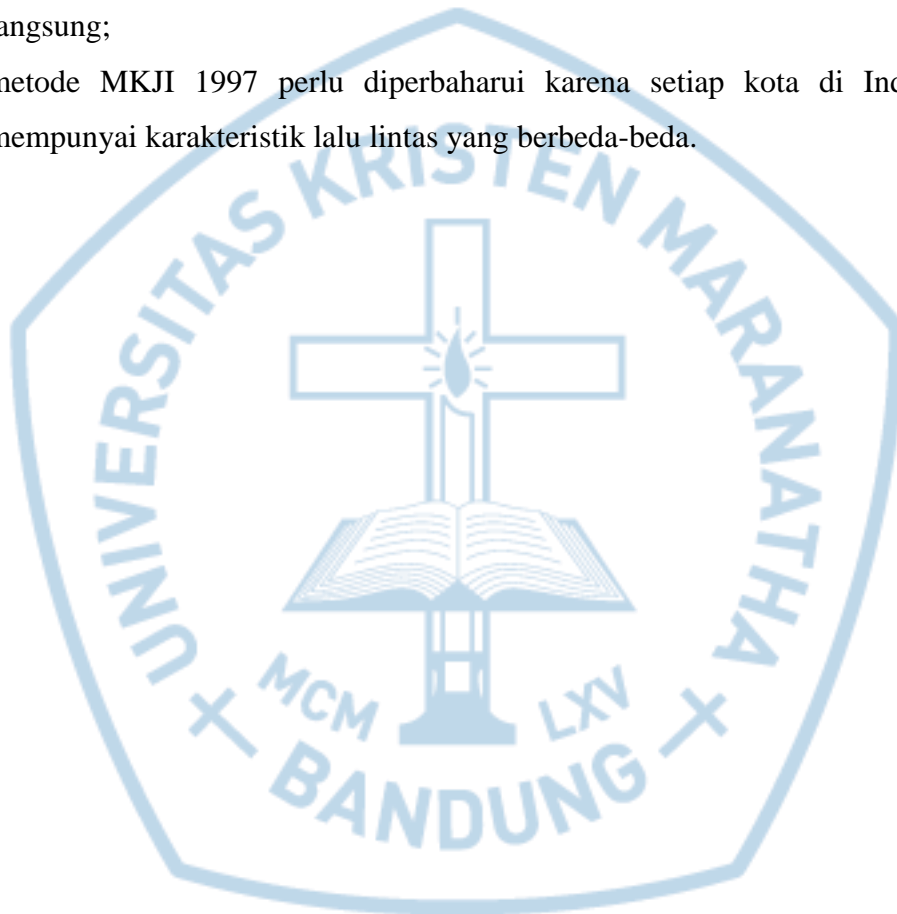 angsung;
metode MKJI 1997 perlu diperbaharui karena setiap kota di Ind
mempunyai karakteristik lalu lintas yang berbeda-beda.
UNIVERSITAS KRISTEN MARANATHA
MCM LXV
BANDUNG